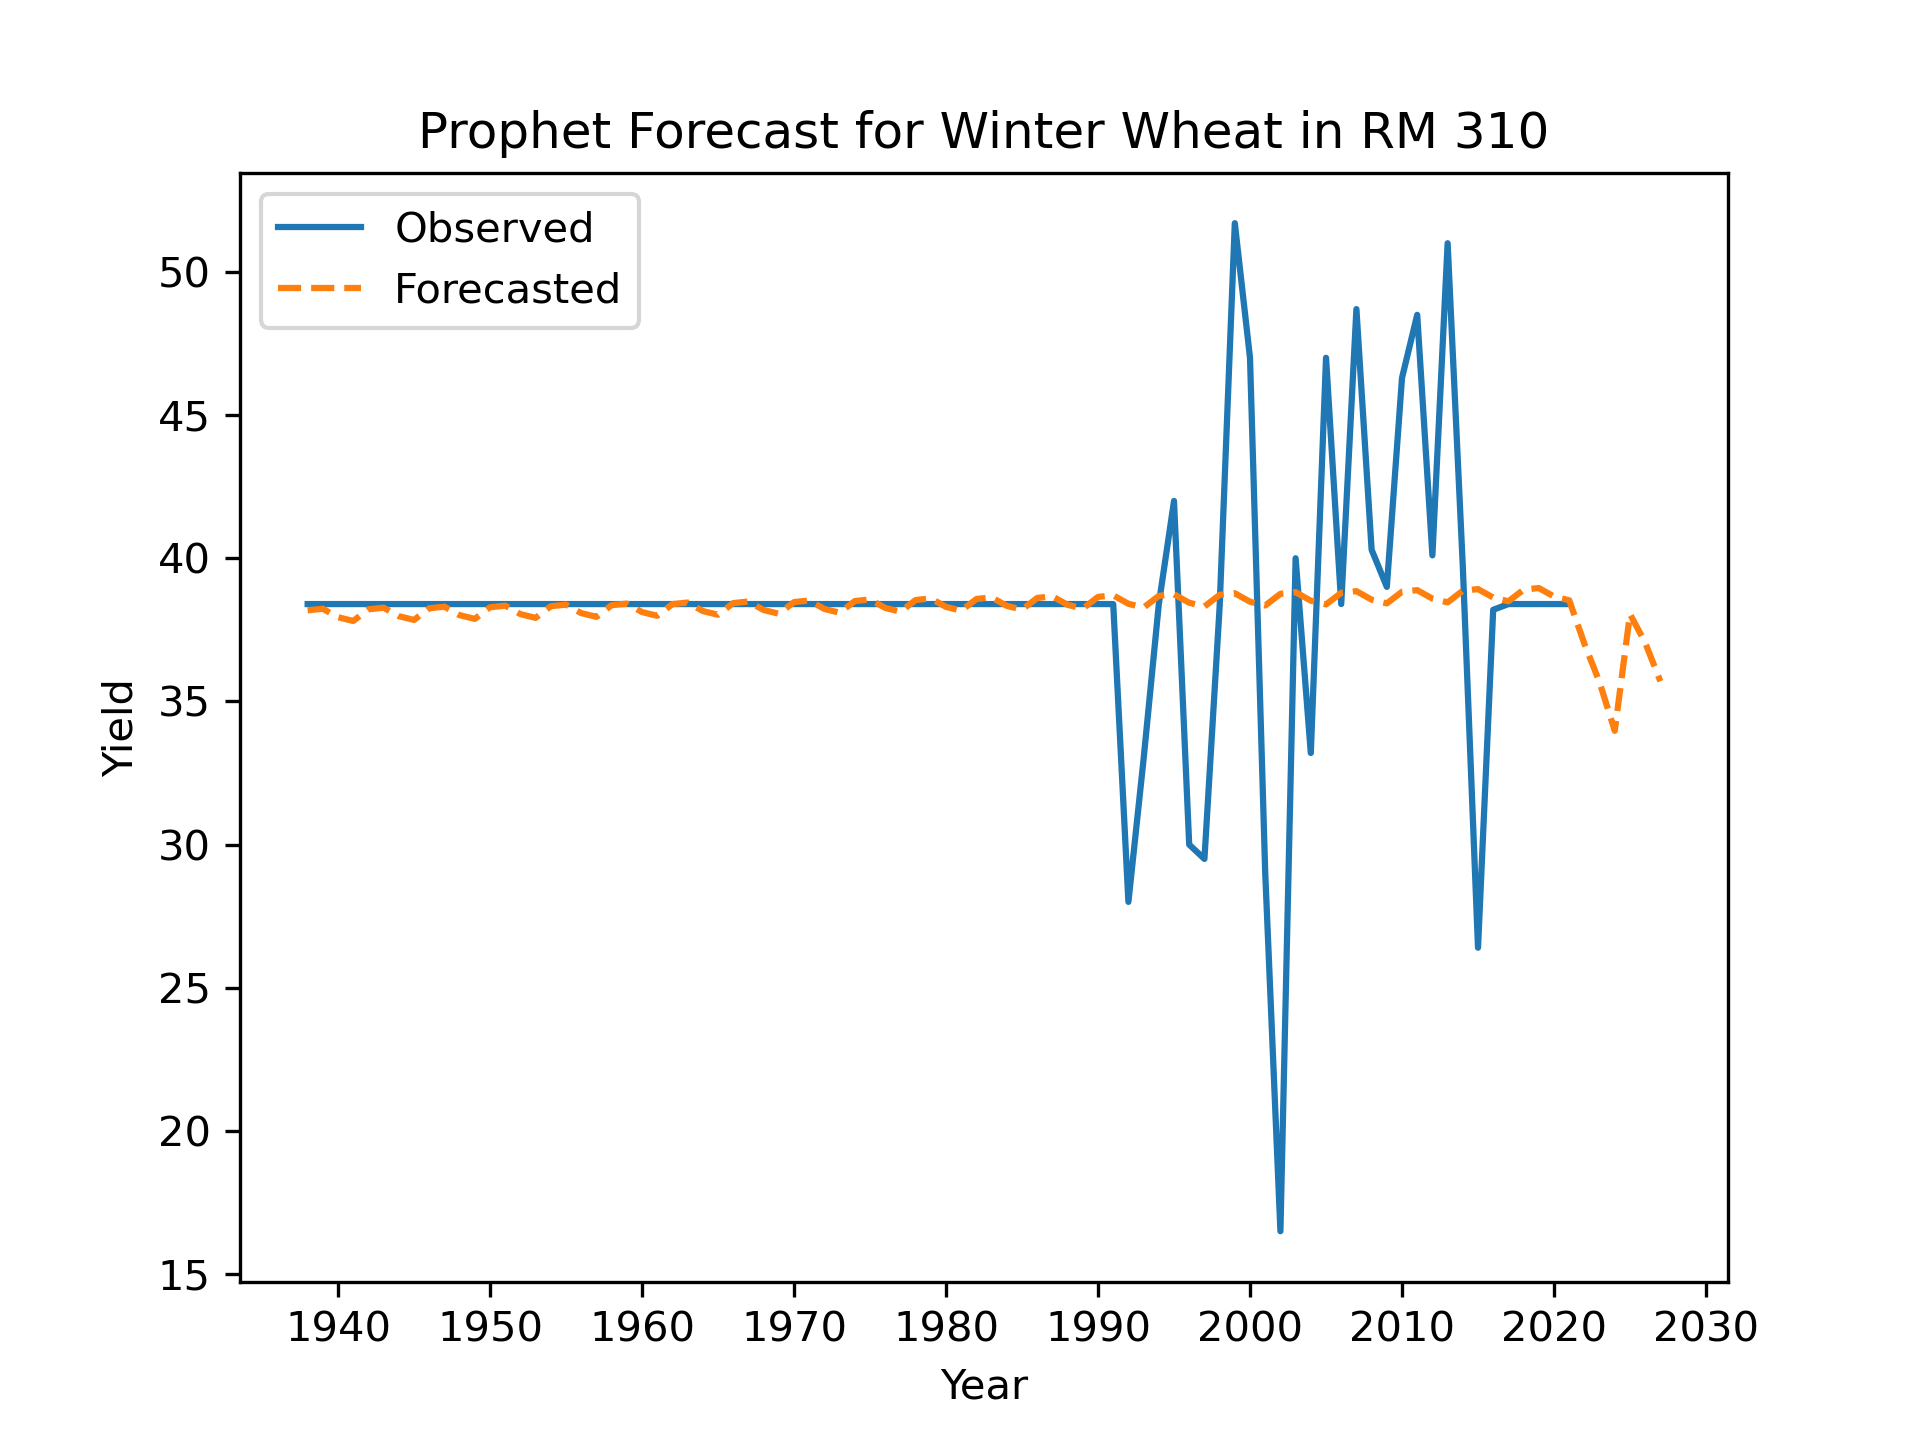 Prophet Forecast for Winter Wheat in RM 310
Observed
Forecasted
50
45
40
35
30
25
20
15
Yield
1940 1950 1960 1970 1980 1990 2000 2010 2020 2030
Year